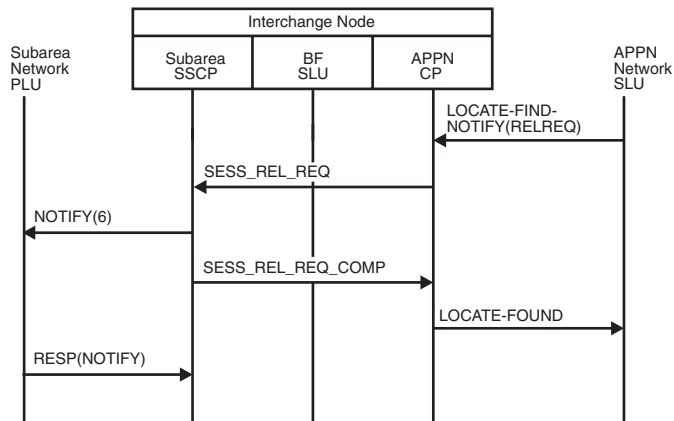 Interchange Node
Subarea
Network
PLU
Subarea
SSCP
BF
SLU
APPN
CP
APPN
Network
SLU
LOCATE-FIND-
NOTIFY(RELREQ)
SESS_REL_REQ
NOTIFY(6)
SESS_REL_REQ_COMP
LOCATE-FOUND
RESP(NOTIFY)